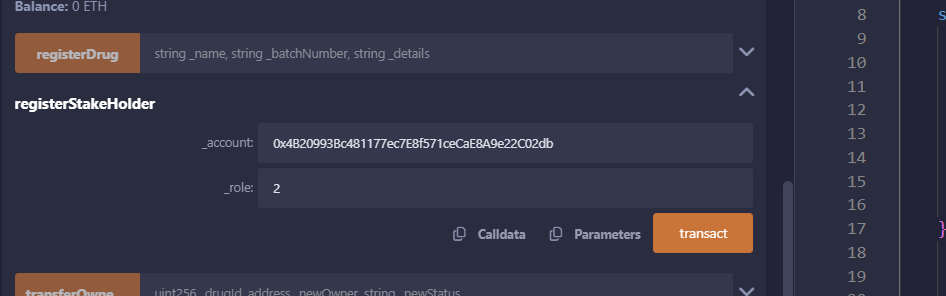 Balance: 0 ETH
registerDrug string _name, string _batchNumber, string _details
registerStakeHolder
_account: 0x4B20993Bc481177ec7E8f571ceCaE8A9e22C02db
_role: 2
Calldata Parameters transact
transferOwne uint256 _drugId, address _newOwner, string _newStatus
8 s
9
10
11
12
13
14
15
16
17 }
18
19
20